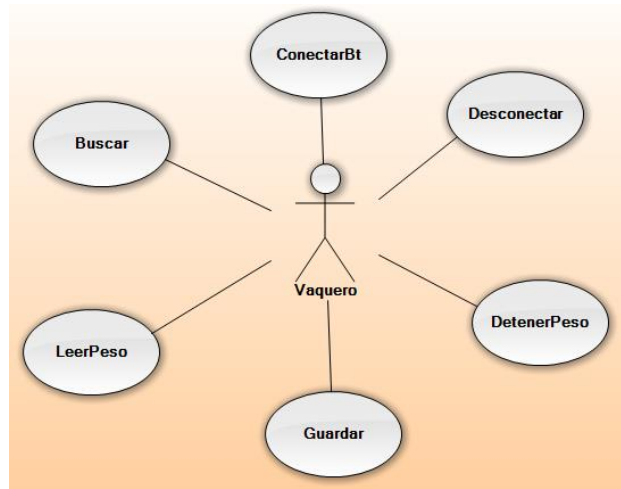 ConectarBt
Desconectar
Buscar
Vaquero
DetenerPeso
LeerPeso
Guardar